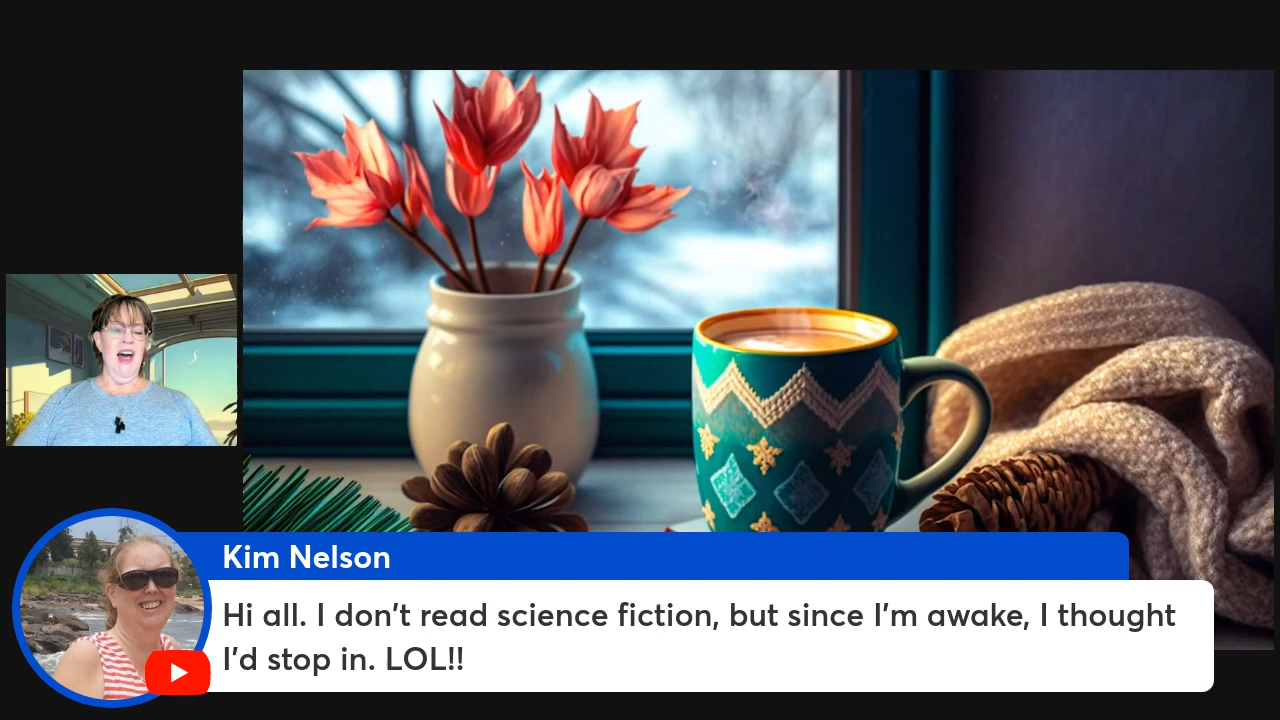 Kim Nelson
Hi all. I don't read science fiction, but since I'm awake, I thought
I'd stop in. LOL!!